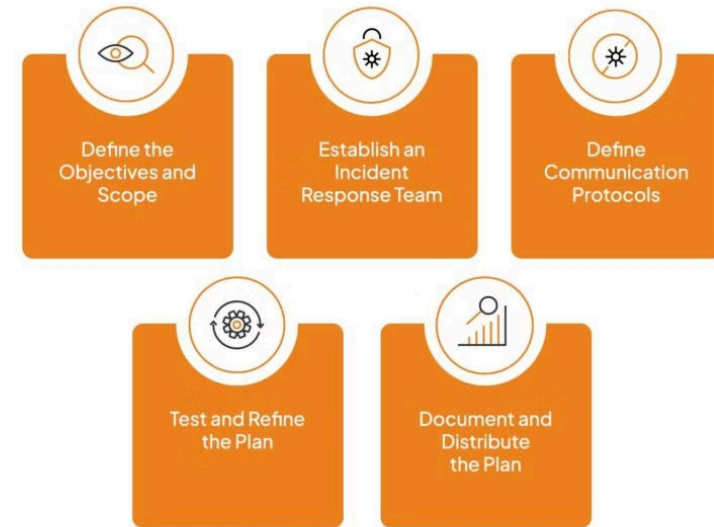 Define the
Objectives and
Scope
Establish an
Incident
Response Team
Define
Communication
Protocols
Test and Refine
the Plan
Document and
Distribute
the Plan